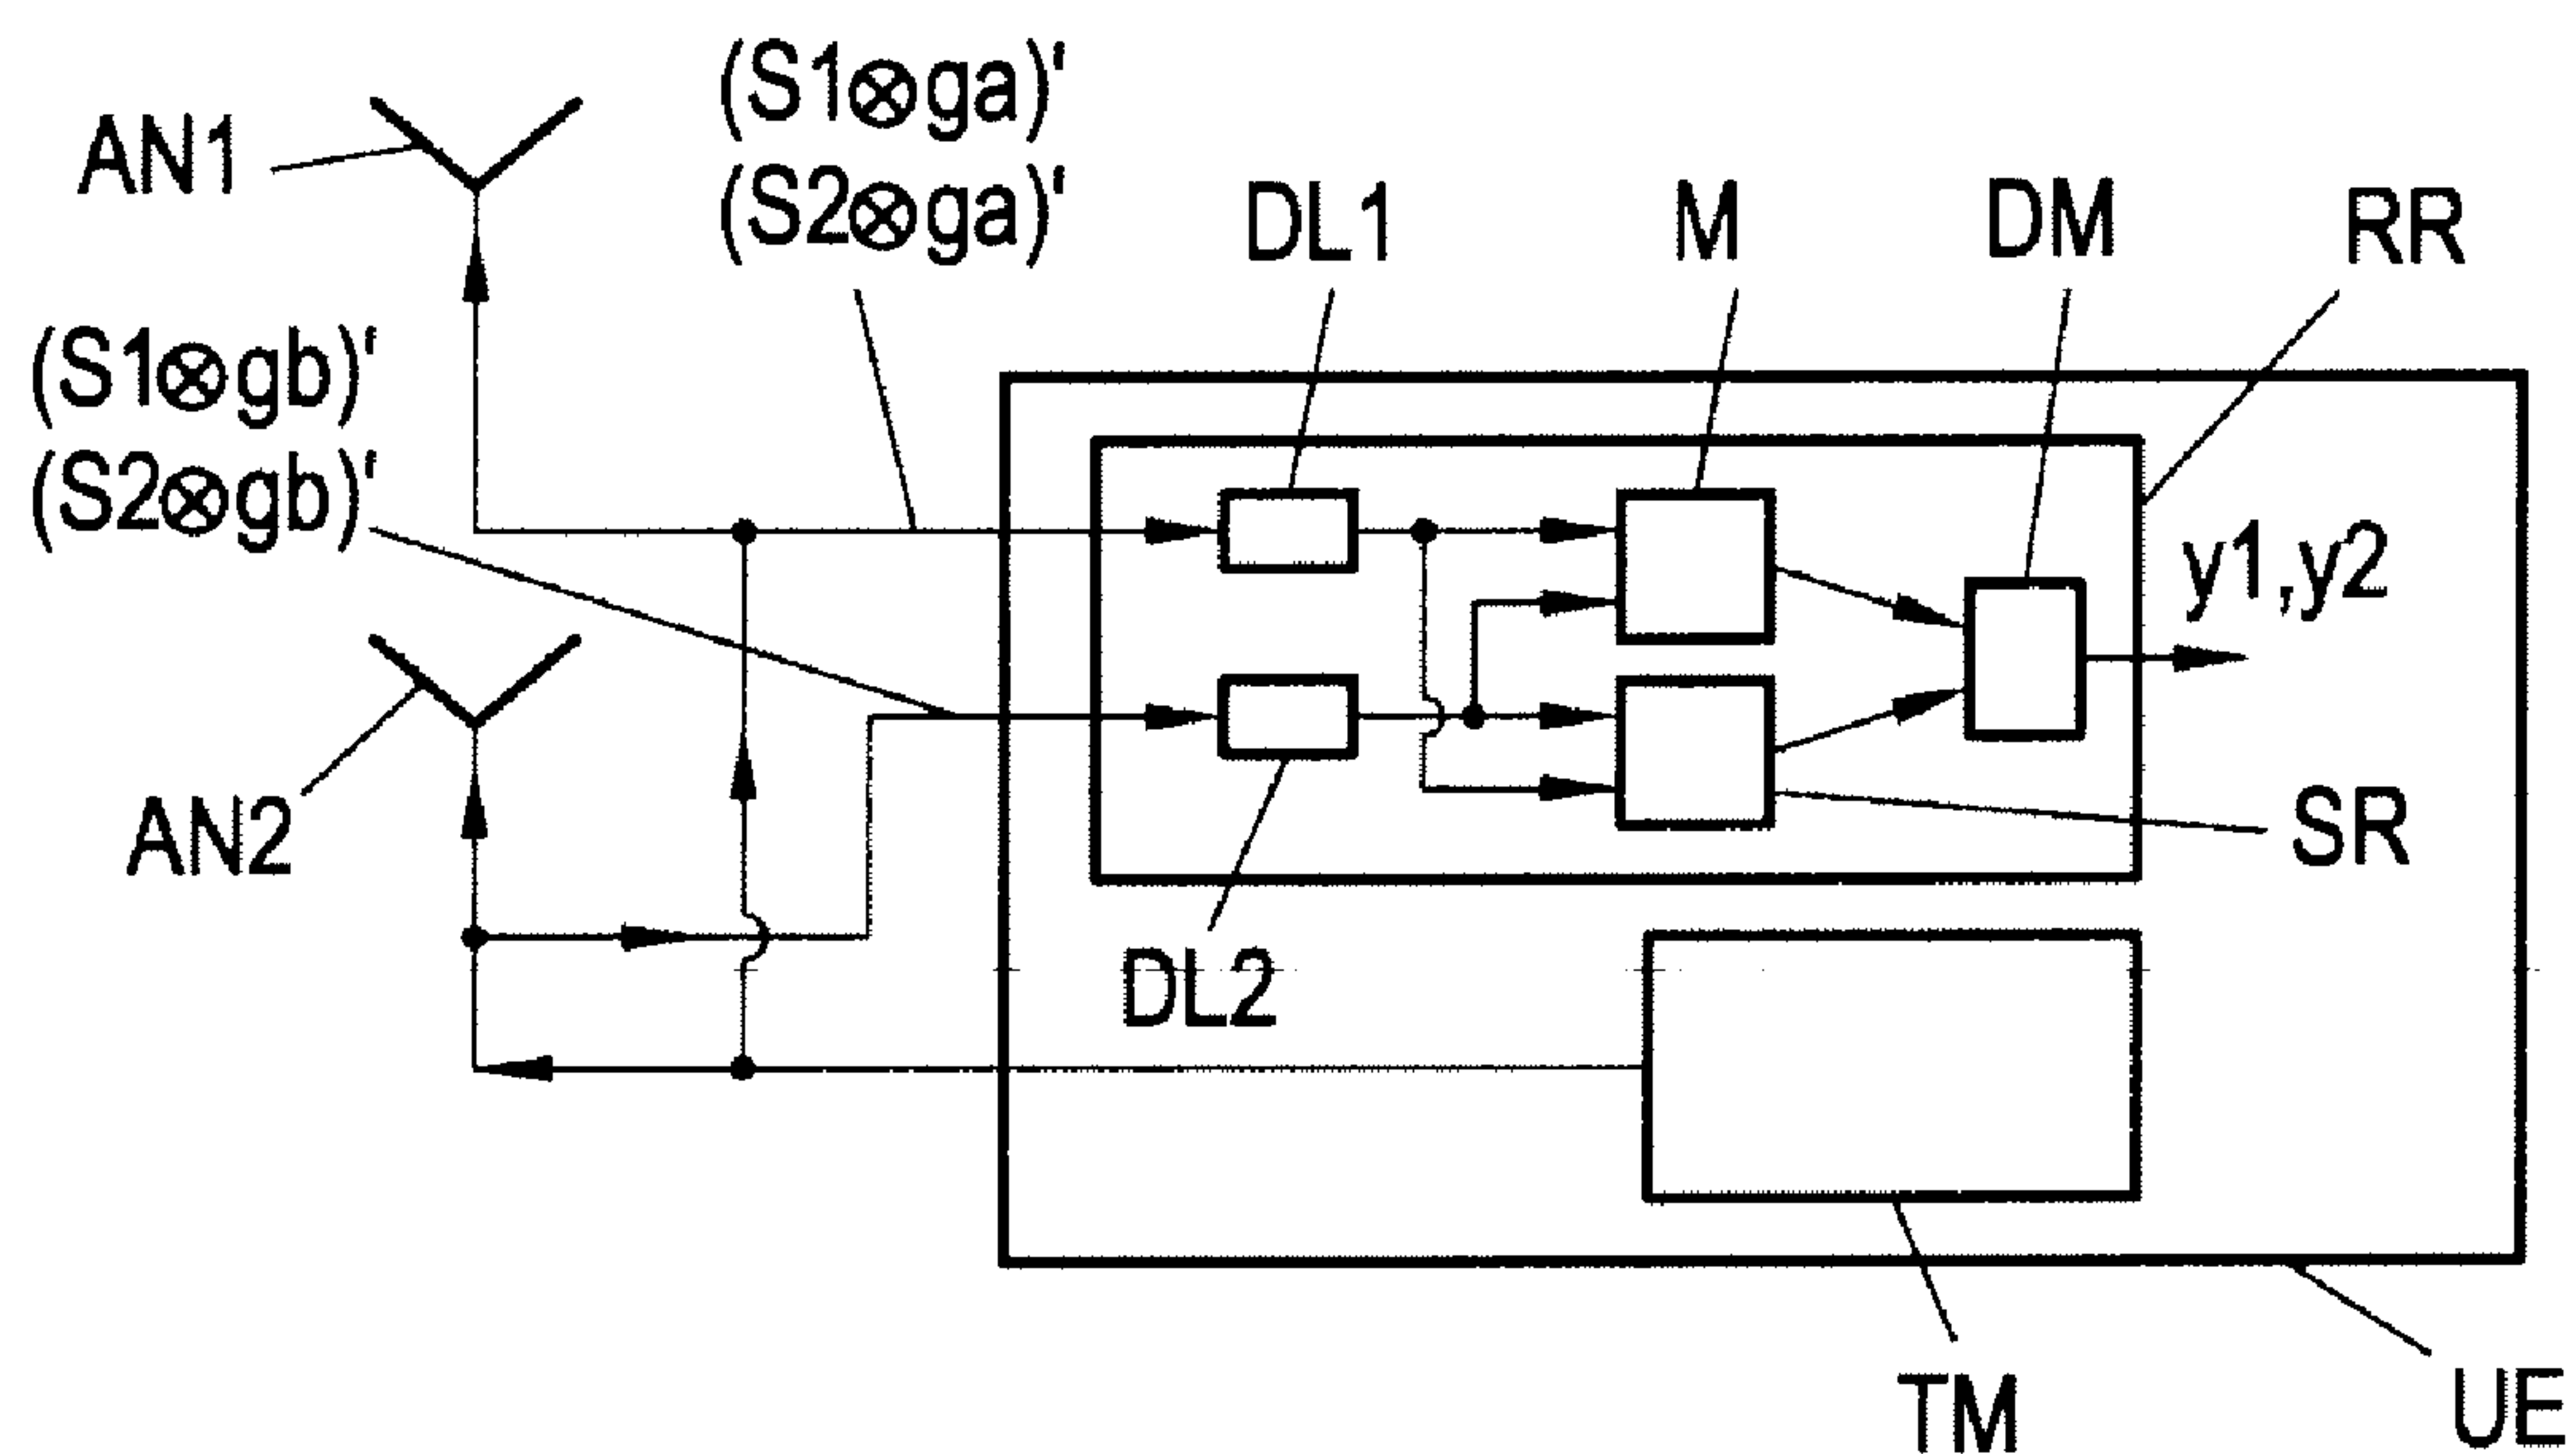 (S1⊗ga)'
(S2⊗ga)'
AN1
DL1
M
DM
RR
(S1⊗gb)'
(S2⊗gb)'
y1,y2
AN2
SR
DL2
TM
UE